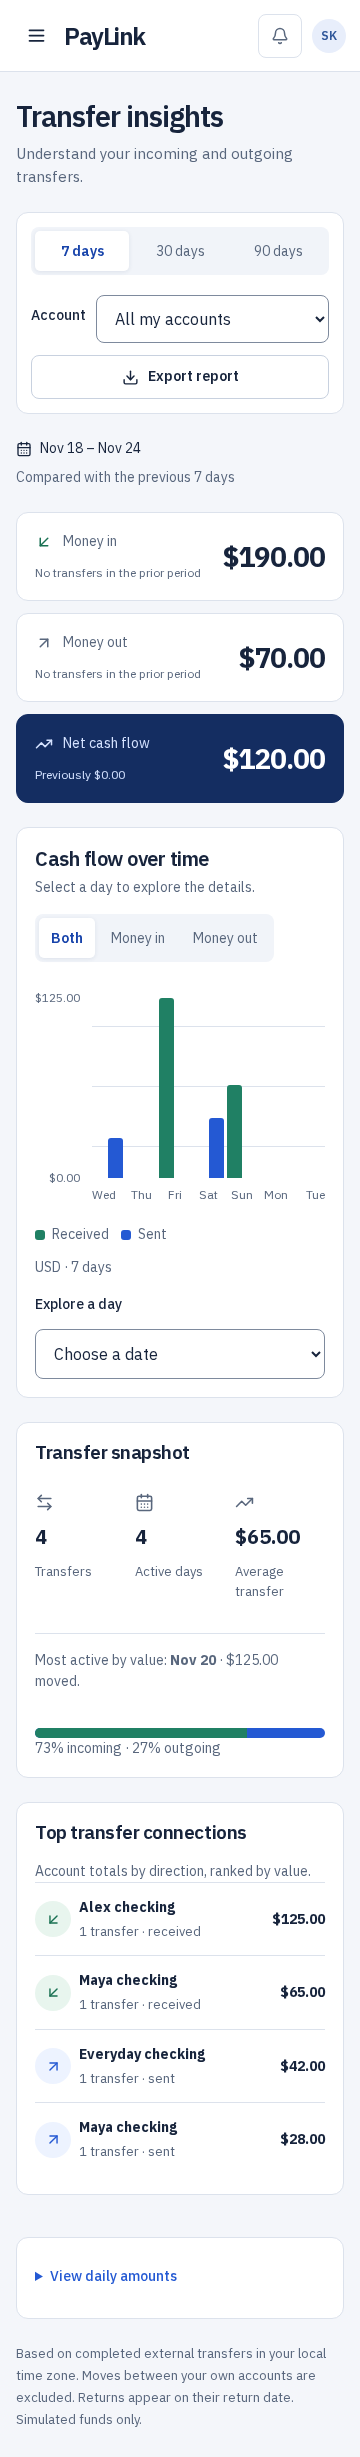 PayLink
SK
Transfer insights
Understand your incoming and outgoing
transfers.
7 days
30 days
90 days
Account
All my accounts
Export report
Nov 18 – Nov 24
Compared with the previous 7 days
Money in
No transfers in the prior period
$190.00
Money out
No transfers in the prior period
$70.00
Net cash flow
Previously $0.00
$120.00
Cash flow over time
Select a day to explore the details.
Both
Money in
Money out
$125.00
$0.00
Wed Thu Fri Sat Sun Mon Tue
Received
Sent
USD · 7 days
Explore a day
Choose a date
Transfer snapshot
4
Transfers
4
Active days
$65.00
Average
transfer
Most active by value: Nov 20 · $125.00
moved.
73% incoming · 27% outgoing
Top transfer connections
Account totals by direction, ranked by value.
Alex checking
1 transfer · received
$125.00
Maya checking
1 transfer · received
$65.00
Everyday checking
1 transfer · sent
$42.00
Maya checking
1 transfer · sent
$28.00
View daily amounts
Based on completed external transfers in your local
time zone. Moves between your own accounts are
excluded. Returns appear on their return date.
Simulated funds only.